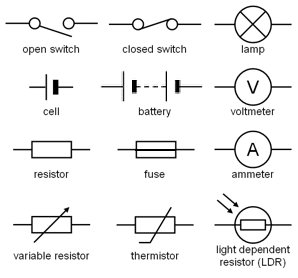 open switch closed switch lamp
cell battery V voltmeter
resistor fuse A ammeter
variable resistor thermistor light dependent
resistor (LDR)